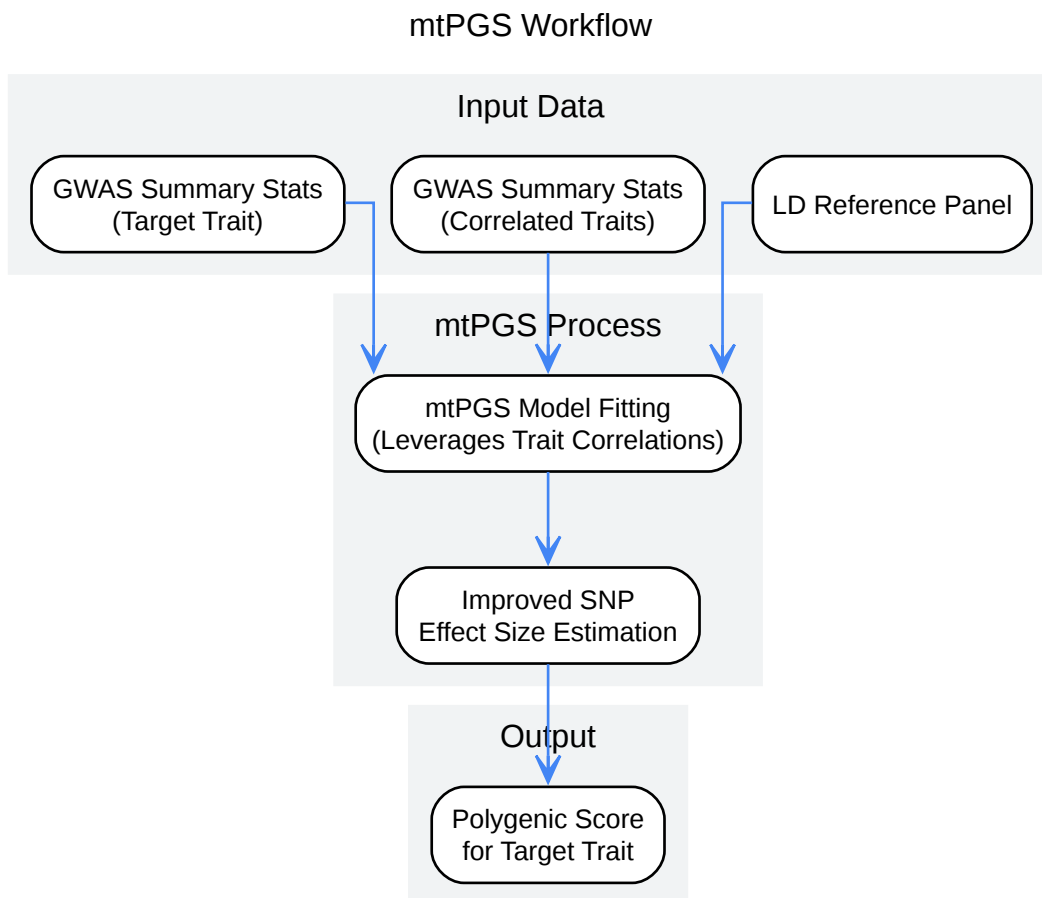 mtPGS Workflow
Input Data
GWAS Summary Stats
(Target Trait)
GWAS Summary Stats
(Correlated Traits)
LD Reference Panel
mtPGS Process
mtPGS Model Fitting
(Leverages Trait Correlations)
Improved SNP
Effect Size Estimation
Output
Polygenic Score
for Target Trait